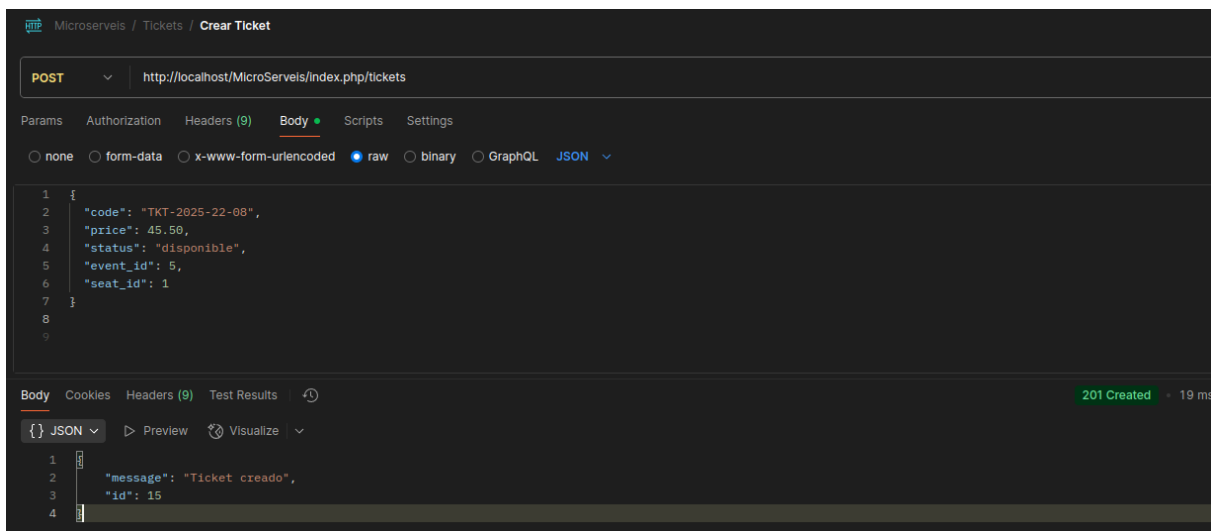 HTTP Microserveis / Tickets / Crear Ticket
POST http://localhost/MicroServeis/index.php/tickets
Params Authorization Headers (9) Body Scripts Settings
none form-data x-www-form-urlencoded raw binary GraphQL JSON
1 {
2 "code": "TKT-2025-22-08",
3 "price": 45.50,
4 "status": "disponible",
5 "event_id": 5,
6 "seat_id": 1
7 }
8
9
Body Cookies Headers (9) Test Results 201 Created 19 ms
{} JSON Preview Visualize
1 {
2 "message": "Ticket creado",
3 "id": 15
4 }